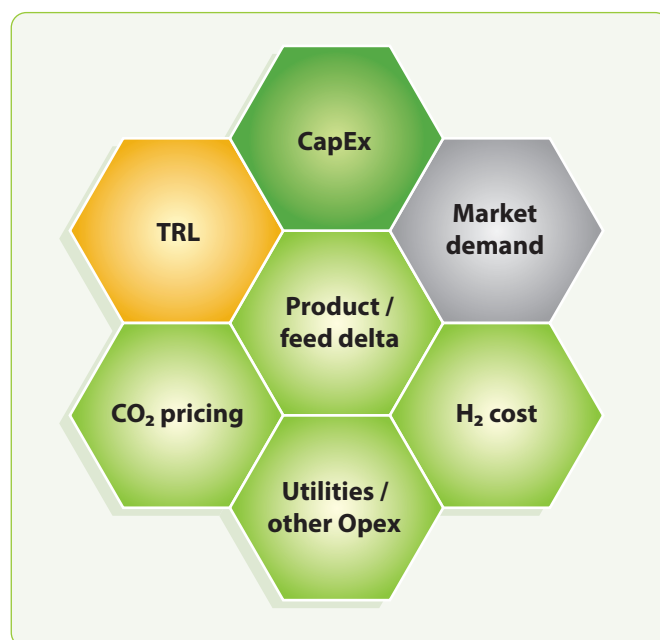 CapEx
TRL
Market
demand
Product /
feed delta
CO₂ pricing
H₂ cost
Utilities /
other Opex